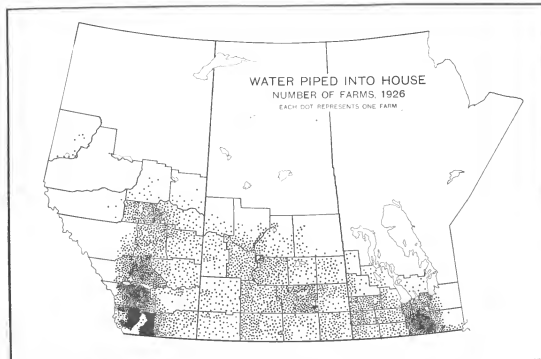 WATER PIPED INTO HOUSE
NUMBER OF FARMS, 1926
EACH DOT REPRESENTS ONE FARM